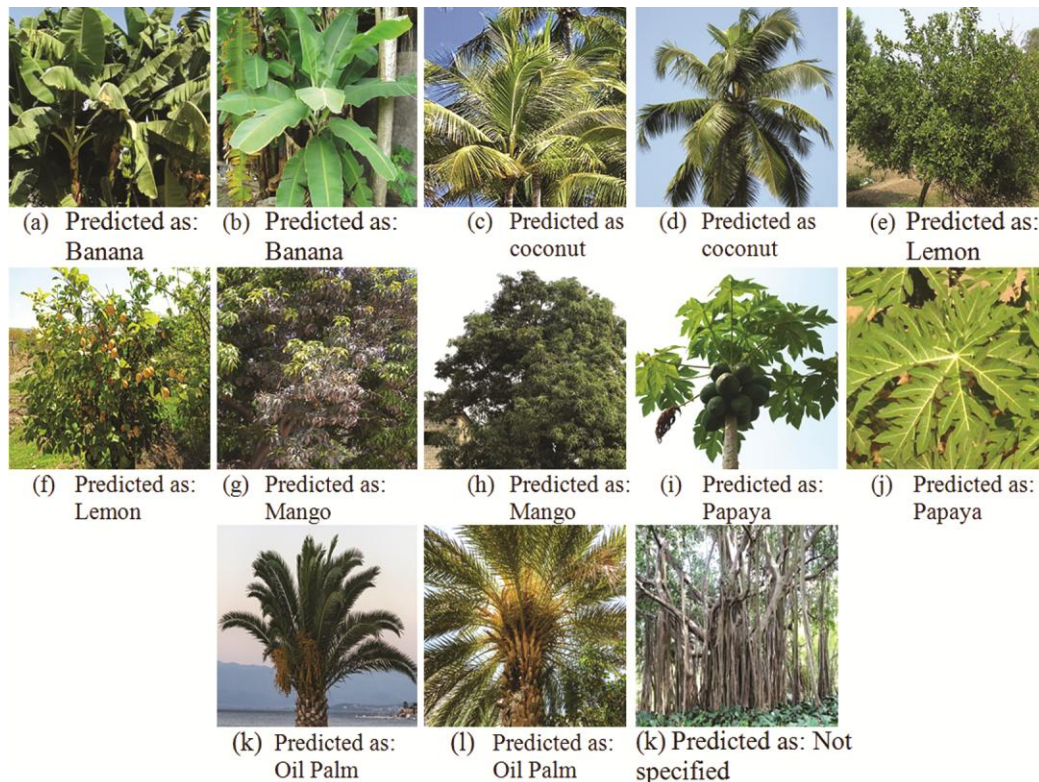 (a) Predicted as:
Banana
(b) Predicted as:
Banana
(c) Predicted as
coconut
(d) Predicted as
coconut
(e) Predicted as:
Lemon
(f) Predicted as:
Lemon
(g) Predicted as:
Mango
(h) Predicted as:
Mango
(i) Predicted as:
Papaya
(j) Predicted as:
Papaya
(k) Predicted as:
Oil Palm
(l) Predicted as:
Oil Palm
(k) Predicted as: Not
specified